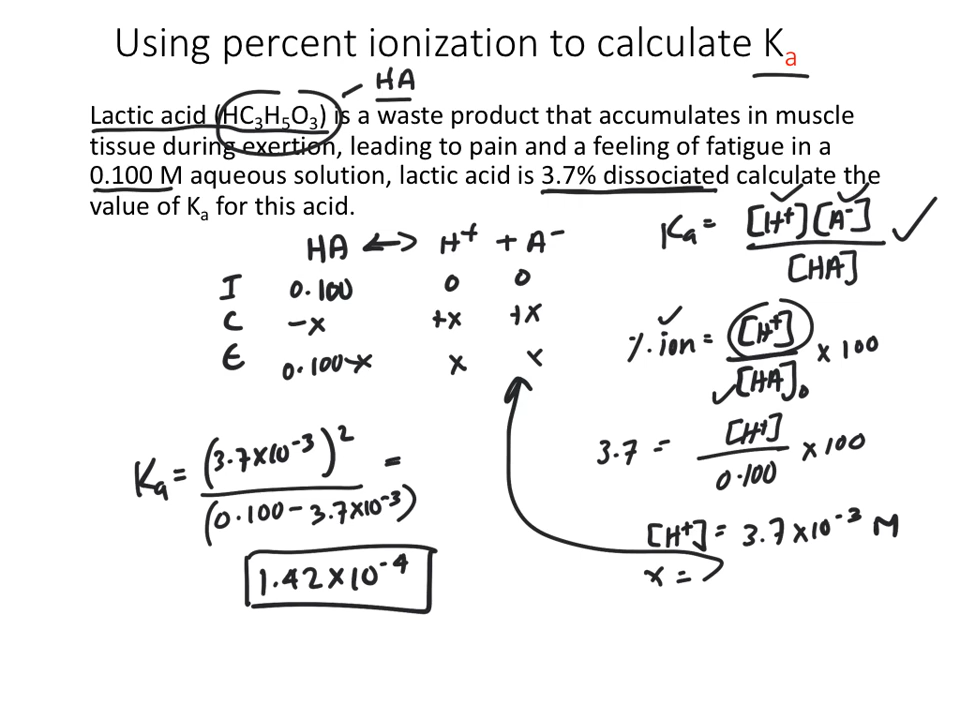 Using percent ionization to calculate Ka
HA
Lactic acid (HC3H5O3) is a waste product that accumulates in muscle
tissue during exertion, leading to pain and a feeling of fatigue in a
0.100 M aqueous solution, lactic acid is 3.7% dissociated calculate the
value of Ka for this acid.
Ka = [H+][A-] / [HA]
HA <-> H+ + A-
I 0.100 0 0
C -x +x +x
E 0.100-x x x
%.ion = [H+] / [HA]0 x 100
3.7 = [H+] / 0.100 x 100
[H+] = 3.7 x 10^-3 M
x =
Ka = (3.7x10^-3)^2 / (0.100 - 3.7x10^-3) =
1.42 x 10^-4